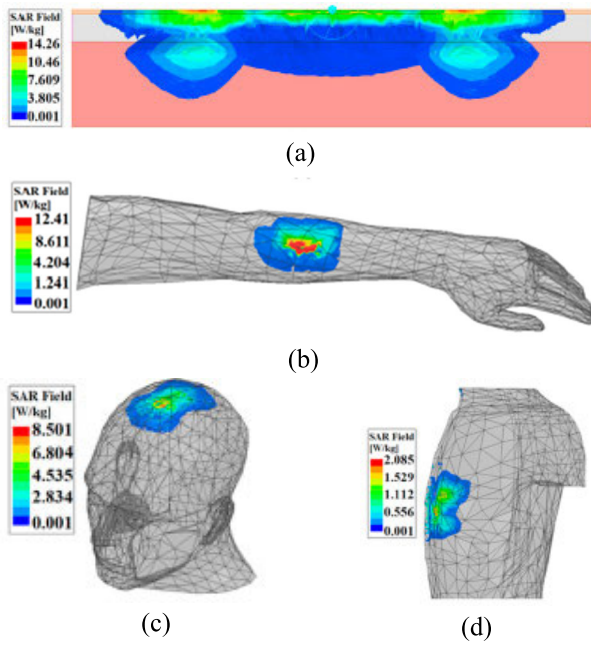 SAR Field
[W/kg]
14.26
10.46
7.609
3.805
0.001
(a)
SAR Field
[W/kg]
12.41
8.611
4.204
1.241
0.001
(b)
SAR Field
[W/kg]
8.501
6.804
4.535
2.834
0.001
(c)
SAR Field
[W/kg]
2.085
1.529
1.112
0.556
0.001
(d)